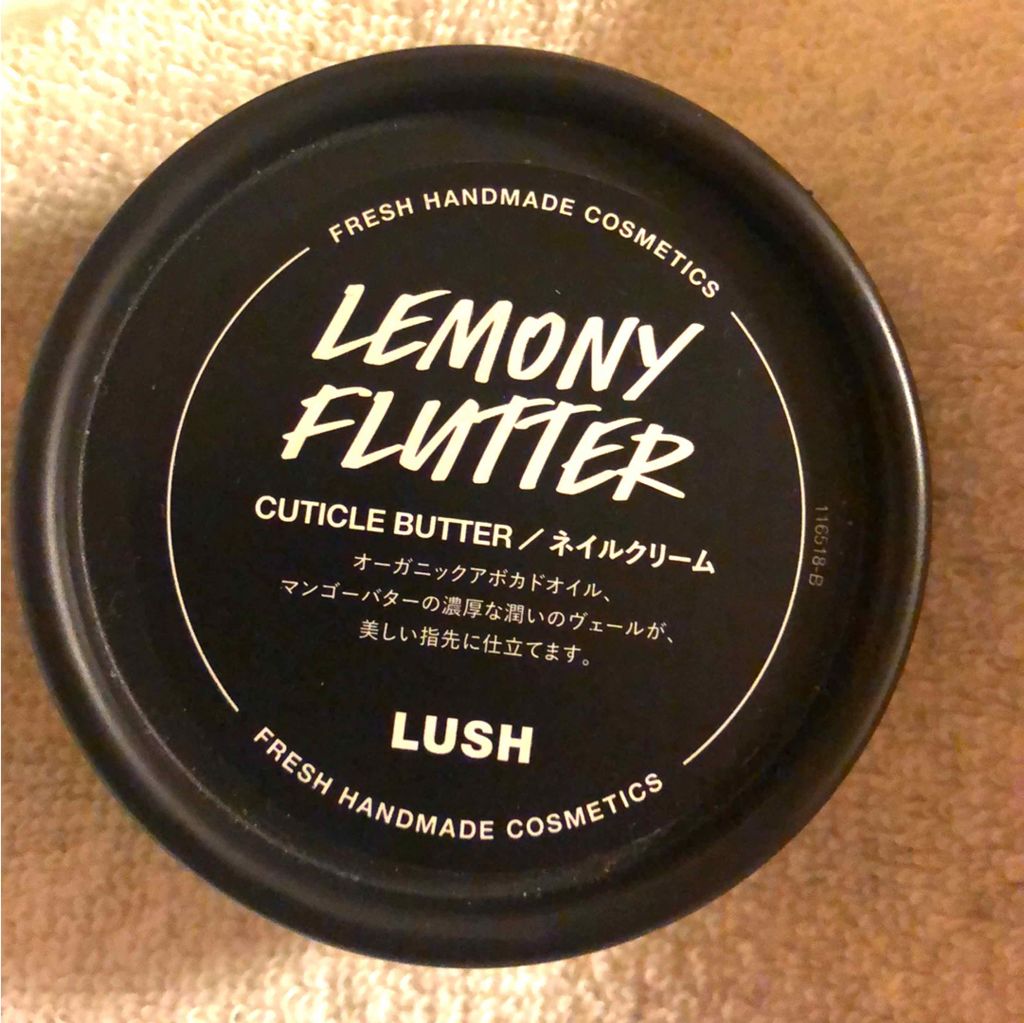 FRESH HANDMADE COSMETICS
LEMONY
FLUTTER
CUTICLE BUTTER / ネイルクリーム
オーガニックアボカドオイル、
マンゴーバターの濃厚な潤いのヴェールが、
美しい指先に仕立てます。
LUSH
FRESH HANDMADE COSMETICS
116518-B